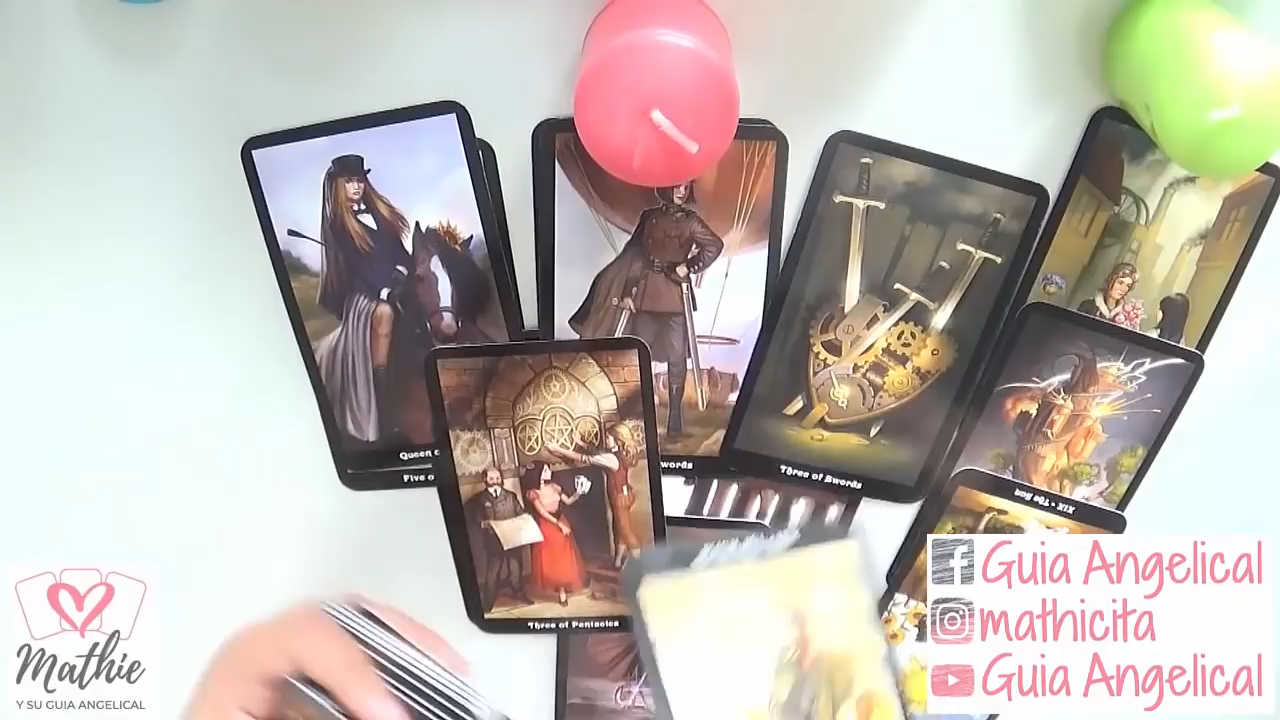 Queen
Five
words
Three of Swords
Three of Pentacles
XIX • The Sun
Mathie
Y SU GUIA ANGELICAL
f Guia Angelical
mathicita
Guia Angelical